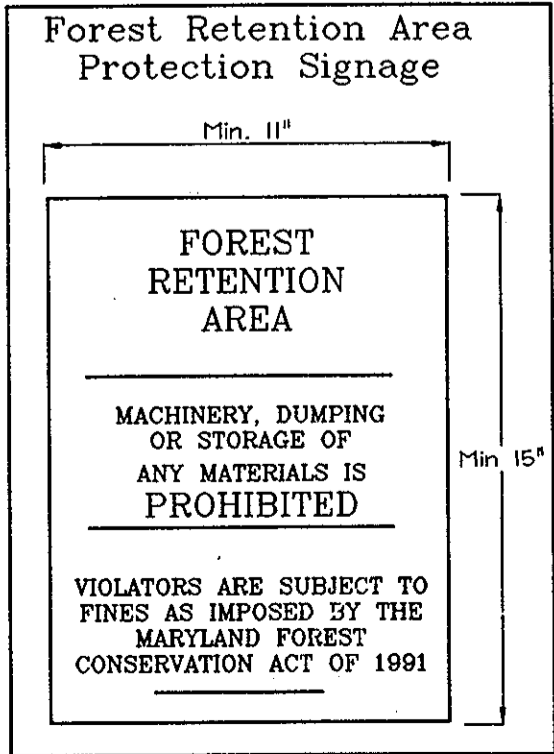 Forest Retention Area
Protection Signage
Min. 11"
FOREST
RETENTION
AREA
MACHINERY, DUMPING
OR STORAGE OF
ANY MATERIALS IS
PROHIBITED
Min 15"
VIOLATORS ARE SUBJECT TO
FINES AS IMPOSED BY THE
MARYLAND FOREST
CONSERVATION ACT OF 1991